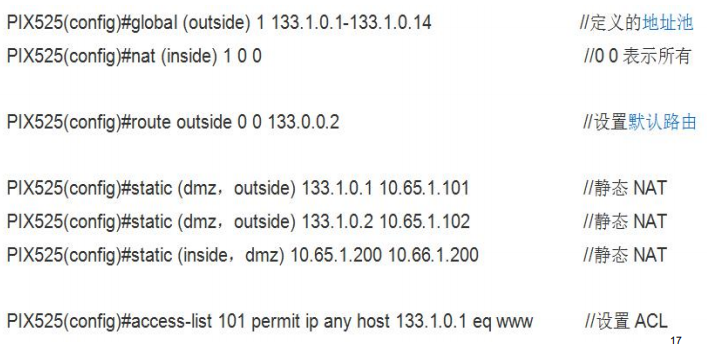 PIX525(config)#global (outside) 1 133.1.0.1-133.1.0.14 //定义的地址池
PIX525(config)#nat (inside) 1 0 0 //0 0 表示所有
PIX525(config)#route outside 0 0 133.0.0.2 //设置默认路由
PIX525(config)#static (dmz，outside) 133.1.0.1 10.65.1.101 //静态 NAT
PIX525(config)#static (dmz，outside) 133.1.0.2 10.65.1.102 //静态 NAT
PIX525(config)#static (inside，dmz) 10.65.1.200 10.66.1.200 //静态 NAT
PIX525(config)#access-list 101 permit ip any host 133.1.0.1 eq www //设置 ACL
17